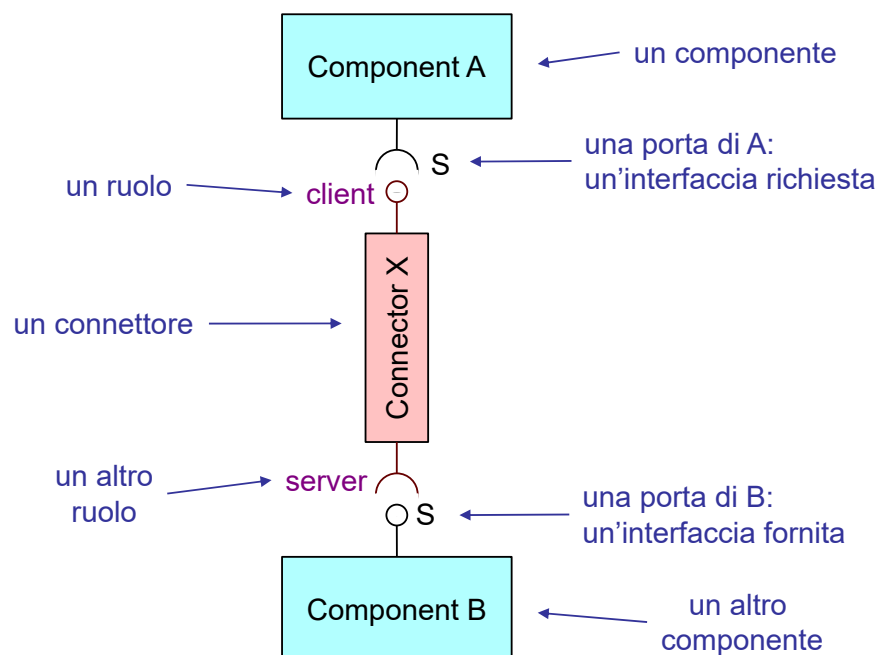 Component A
un componente
una porta di A:
un'interfaccia richiesta
S
un ruolo
client
un connettore
Connector X
un altro
ruolo
server
S
una porta di B:
un'interfaccia fornita
Component B
un altro
componente